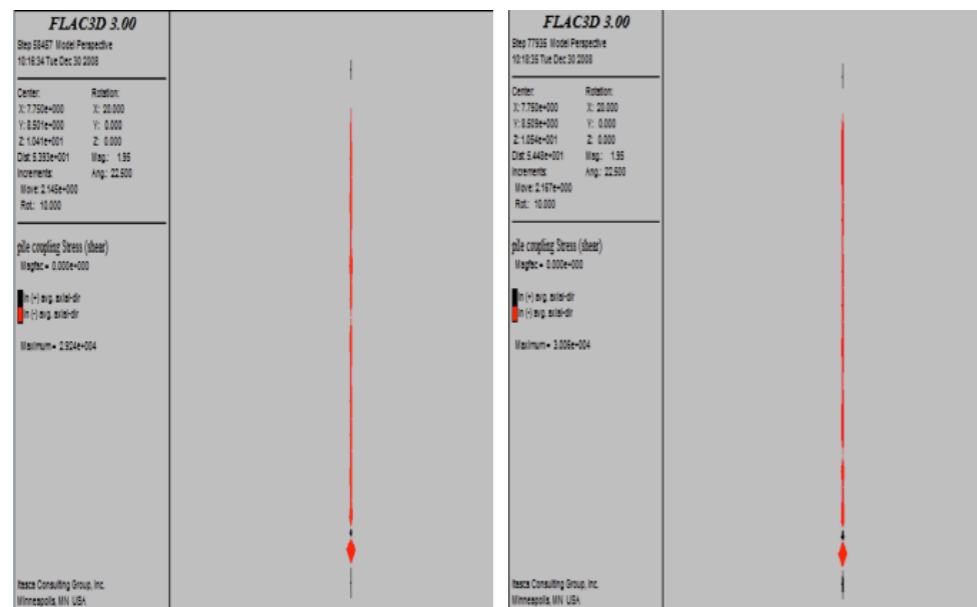 FLAC3D 3.00
Step 58457 Model Perspective
10:16:34 Tue Dec 30 2008
Center: Rotation:
X: 7.750e+000 X: 20.000
Y: 8.501e+000 Y: 0.000
Z: 1.041e+001 Z: 0.000
Dist: 5.393e+001 Mag.: 1.95
Increments: Ang.: 22.500
Move: 2.145e+000
Rot.: 10.000
pile coupling Stress (shear)
Magfac = 0.000e+000
In (+) avg. axial-dir
In (-) avg. axial-dir
Maximum = 2.924e+004
Itasca Consulting Group, Inc.
Minneapolis, MN USA
FLAC3D 3.00
Step 77935 Model Perspective
10:18:35 Tue Dec 30 2008
Center: Rotation:
X: 7.750e+000 X: 20.000
Y: 8.509e+000 Y: 0.000
Z: 1.054e+001 Z: 0.000
Dist: 5.448e+001 Mag.: 1.95
Increments: Ang.: 22.500
Move: 2.167e+000
Rot.: 10.000
pile coupling Stress (shear)
Magfac = 0.000e+000
In (+) avg. axial-dir
In (-) avg. axial-dir
Maximum = 3.006e+004
Itasca Consulting Group, Inc.
Minneapolis, MN USA